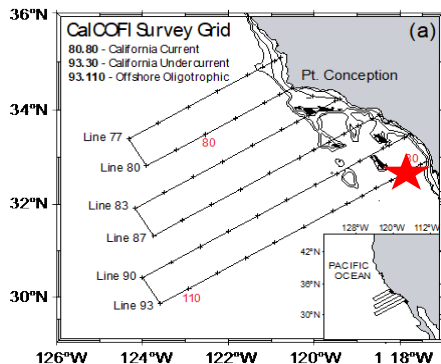 36°N
CalCOFI Survey Grid
(a)
80.80 - California Current
93.30 - California Undercurrent
93.110 - Offshore Oligotrophic
Pt. Conception
34°N
Line 77
80
Line 80
32°N
Line 83
Line 87
128°W 120°W 112°W
42°N
PACIFIC
OCEAN
36°N
30°N
Line 90
30°N
Line 93
110
126°W 124°W 122°W 120°W 118°W